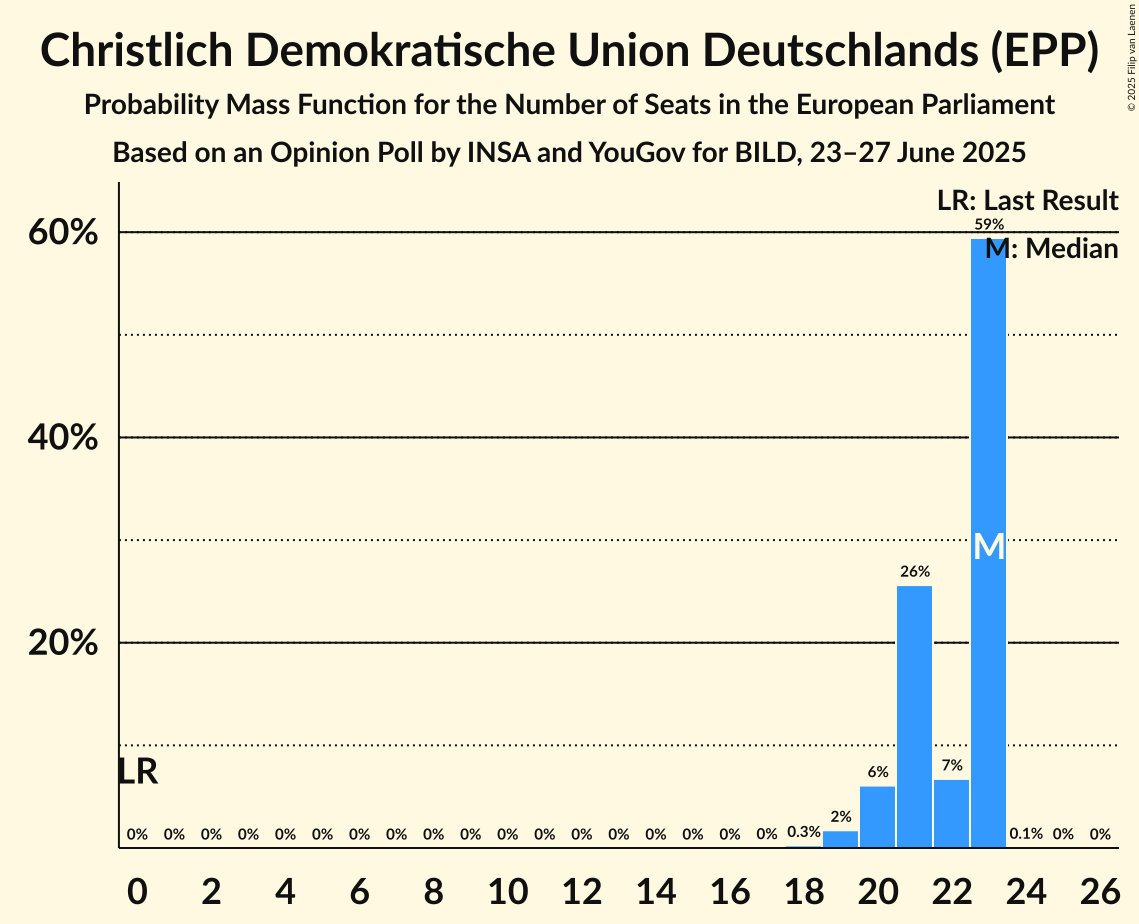 Christlich Demokratische Union Deutschlands (EPP)
Probability Mass Function for the Number of Seats in the European Parliament
Based on an Opinion Poll by INSA and YouGov for BILD, 23–27 June 2025
© 2025 Filip van Laenen
LR: Last Result
M: Median
60%
40%
20%
59%
M
26%
LR
0% 0% 0% 0% 0% 0% 0% 0% 0% 0% 0% 0% 0% 0% 0% 0% 0% 0% 0.3% 2% 6% 26% 7% 59% 0.1% 0% 0%
0 2 4 6 8 10 12 14 16 18 20 22 24 26